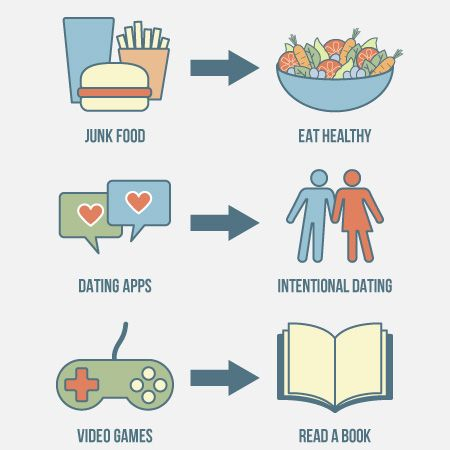 JUNK FOOD
EAT HEALTHY
DATING APPS
INTENTIONAL DATING
VIDEO GAMES
READ A BOOK